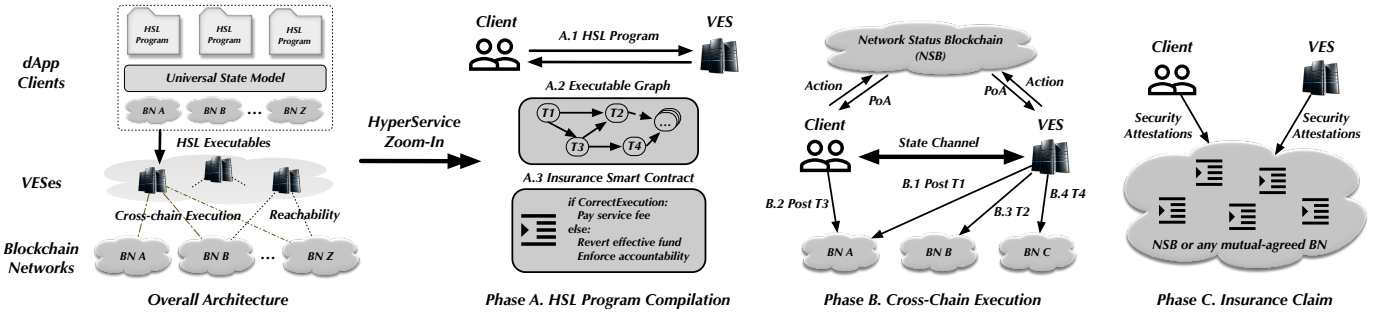 dApp
Clients
HSL
Program
HSL
Program
HSL
Program
Universal State Model
BN A
BN B
...
BN Z
HSL Executables
VESes
Cross-chain Execution
Reachability
Blockchain
Networks
BN A
BN B
...
BN Z
Overall Architecture
HyperService
Zoom-In
Client
VES
A.1 HSL Program
A.2 Executable Graph
T1
T2
...
T3
T4
A.3 Insurance Smart Contract
if CorrectExecution:
Pay service fee
else:
Revert effective fund
Enforce accountability
Phase A. HSL Program Compilation
Network Status Blockchain
(NSB)
Action
PoA
Action
PoA
Client
VES
State Channel
B.1 Post T1
B.2 Post T3
B.3 T2
B.4 T4
BN A
BN B
BN C
Phase B. Cross-Chain Execution
Client
VES
Security
Attestations
Security
Attestations
NSB or any mutual-agreed BN
Phase C. Insurance Claim